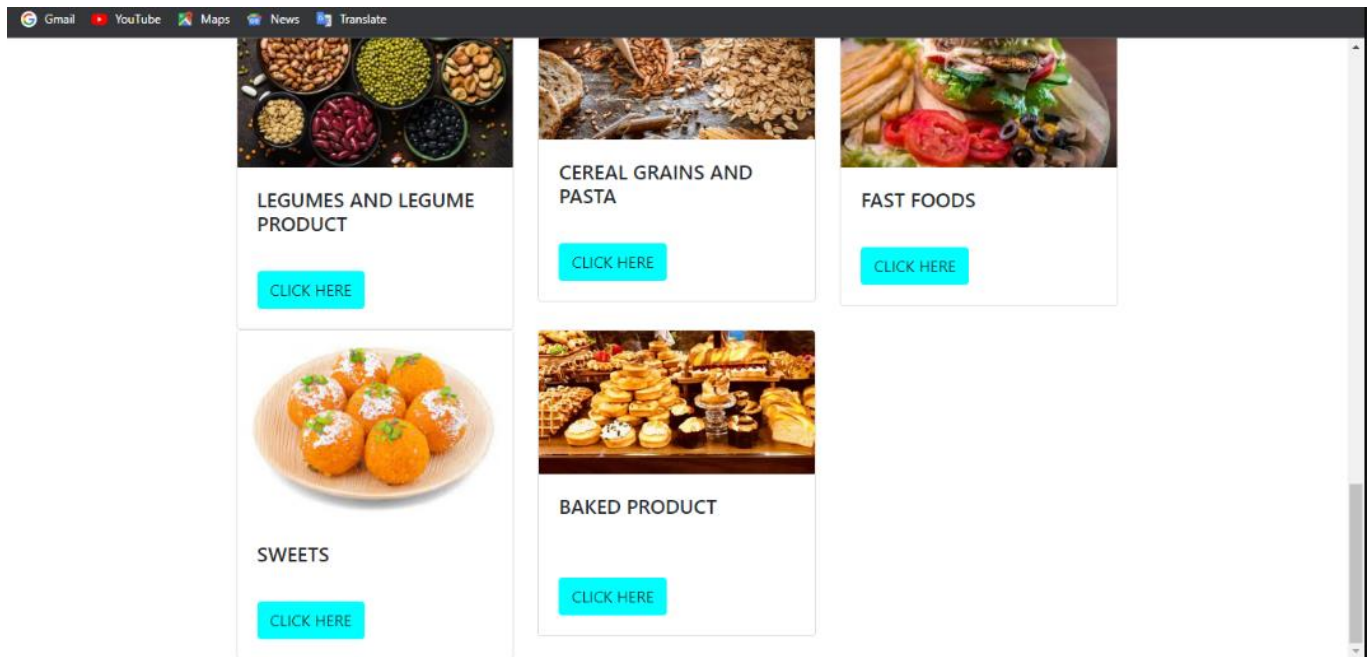 Gmail YouTube Maps News Translate
LEGUMES AND LEGUME
PRODUCT
CLICK HERE
CEREAL GRAINS AND
PASTA
CLICK HERE
FAST FOODS
CLICK HERE
SWEETS
CLICK HERE
BAKED PRODUCT
CLICK HERE